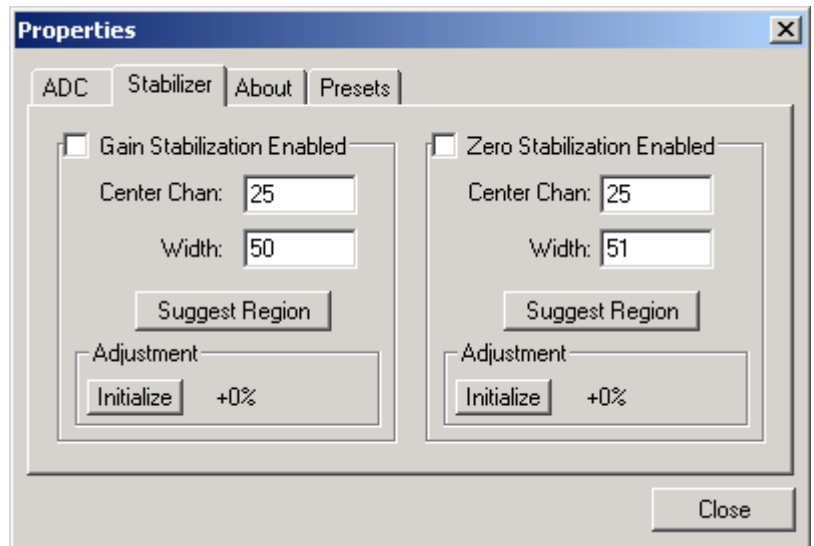 Properties
ADC Stabilizer About Presets
Gain Stabilization Enabled Zero Stabilization Enabled
Center Chan: 25 Center Chan: 25
Width: 50 Width: 51
Suggest Region Suggest Region
Adjustment Adjustment
Initialize +0% Initialize +0%
Close